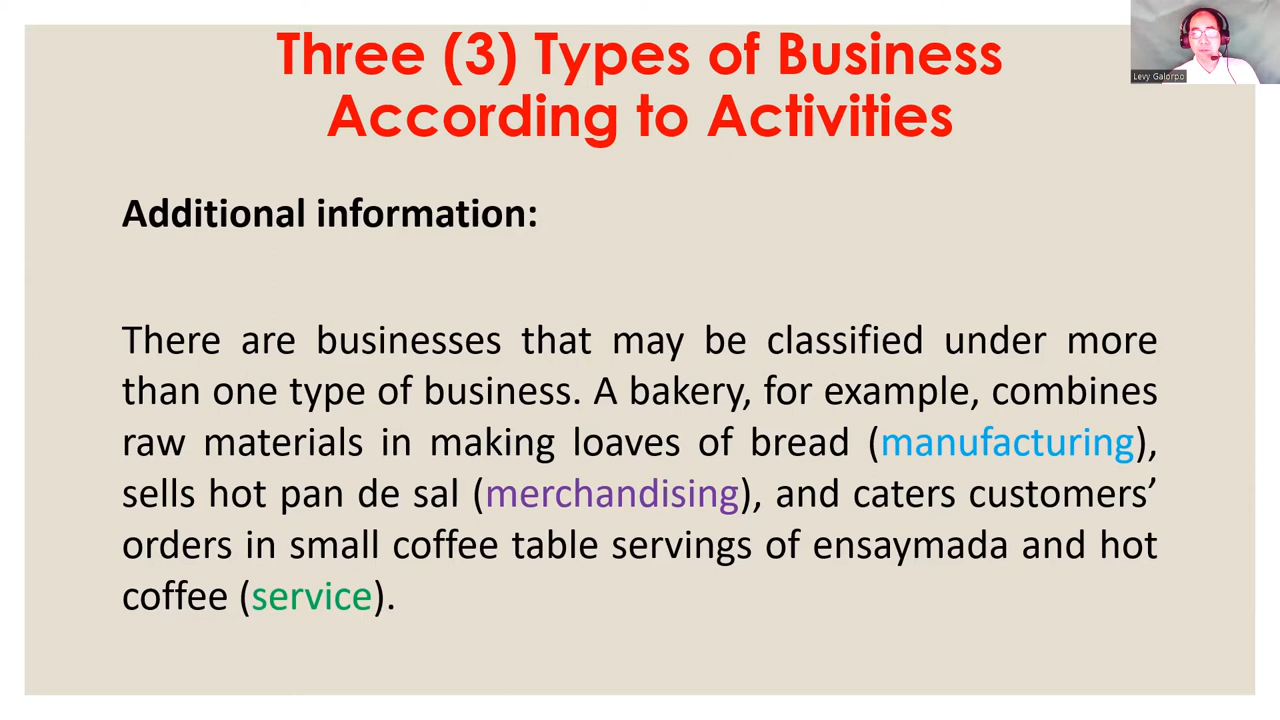 Three (3) Types of Business
According to Activities
Levy Galorpo
Additional information:
There are businesses that may be classified under more
than one type of business. A bakery, for example, combines
raw materials in making loaves of bread (manufacturing),
sells hot pan de sal (merchandising), and caters customers’
orders in small coffee table servings of ensaymada and hot
coffee (service).